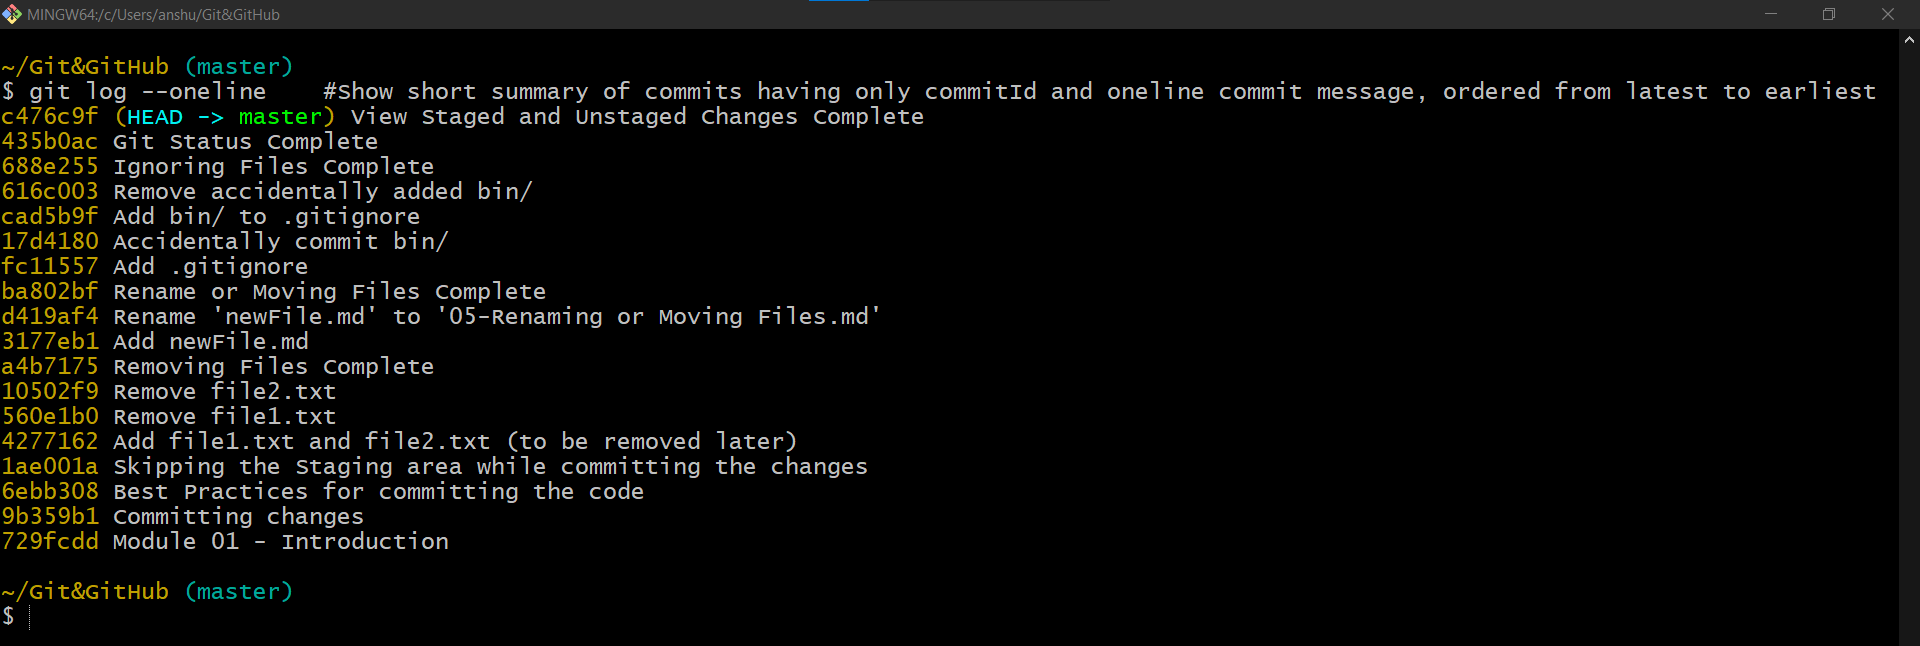 MINGW64:/c/Users/anshu/Git&GitHub
~/Git&GitHub (master)
$ git log --oneline    #Show short summary of commits having only commitId and oneline commit message, ordered from latest to earliest
c476c9f (HEAD -> master) View Staged and Unstaged Changes Complete
435b0ac Git Status Complete
688e255 Ignoring Files Complete
616c003 Remove accidentally added bin/
cad5b9f Add bin/ to .gitignore
17d4180 Accidentally commit bin/
fc11557 Add .gitignore
ba802bf Rename or Moving Files Complete
d419af4 Rename 'newFile.md' to '05-Renaming or Moving Files.md'
3177eb1 Add newFile.md
a4b7175 Removing Files Complete
10502f9 Remove file2.txt
560e1b0 Remove file1.txt
4277162 Add file1.txt and file2.txt (to be removed later)
1ae001a Skipping the Staging area while committing the changes
6ebb308 Best Practices for committing the code
9b359b1 Committing changes
729fcdd Module 01 - Introduction
~/Git&GitHub (master)
$